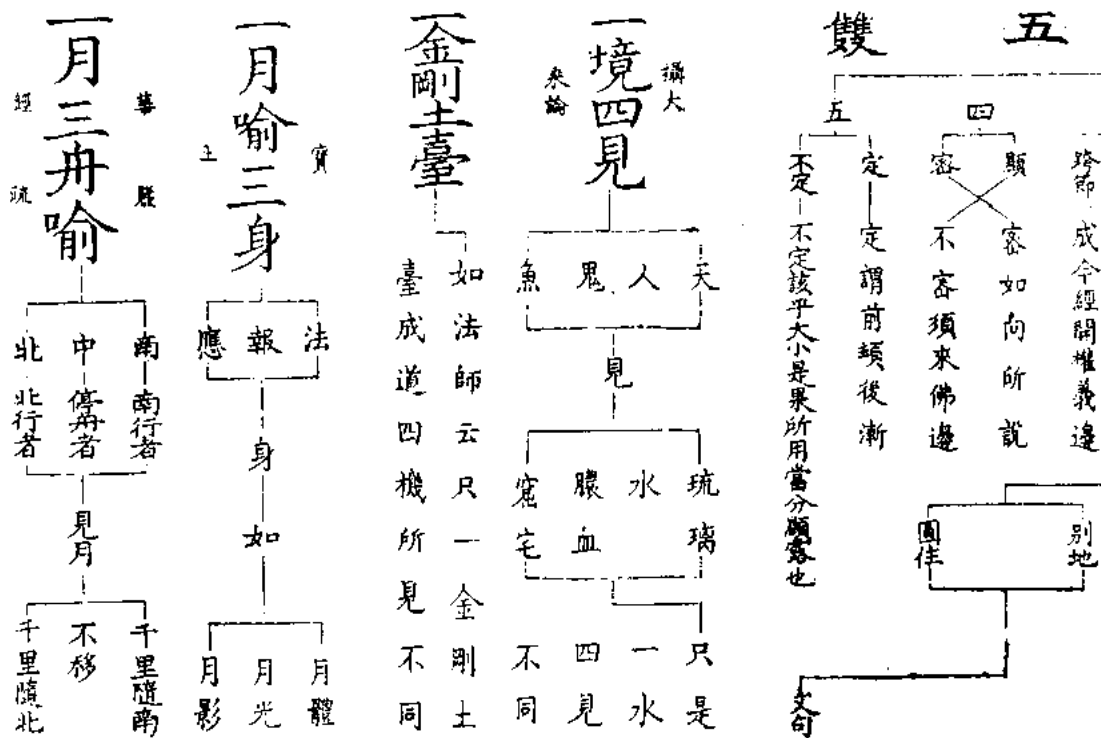 五雙
跨節
成今經開權義邊
四
顯
密如向所說
密
不密須來佛邊
五
定
定謂前頓後漸
不定
不定該乎大小是果所用當分顯露也
別地
圓住
文句
一境四見
攝大
乘論
天
人
鬼
魚
見
琉璃
水
膿血
窟宅
只是
一水
四見
不同
一金剛土臺
如法師云只一金剛土
臺成道四機所見不同
一月喻三身
寶
王
法
報
應
身
如
月體
月光
月影
一月三舟喻
華嚴
經疏
南
南行者
中
停舟者
北
北行者
見月
千里隨南
不移
千里隨北